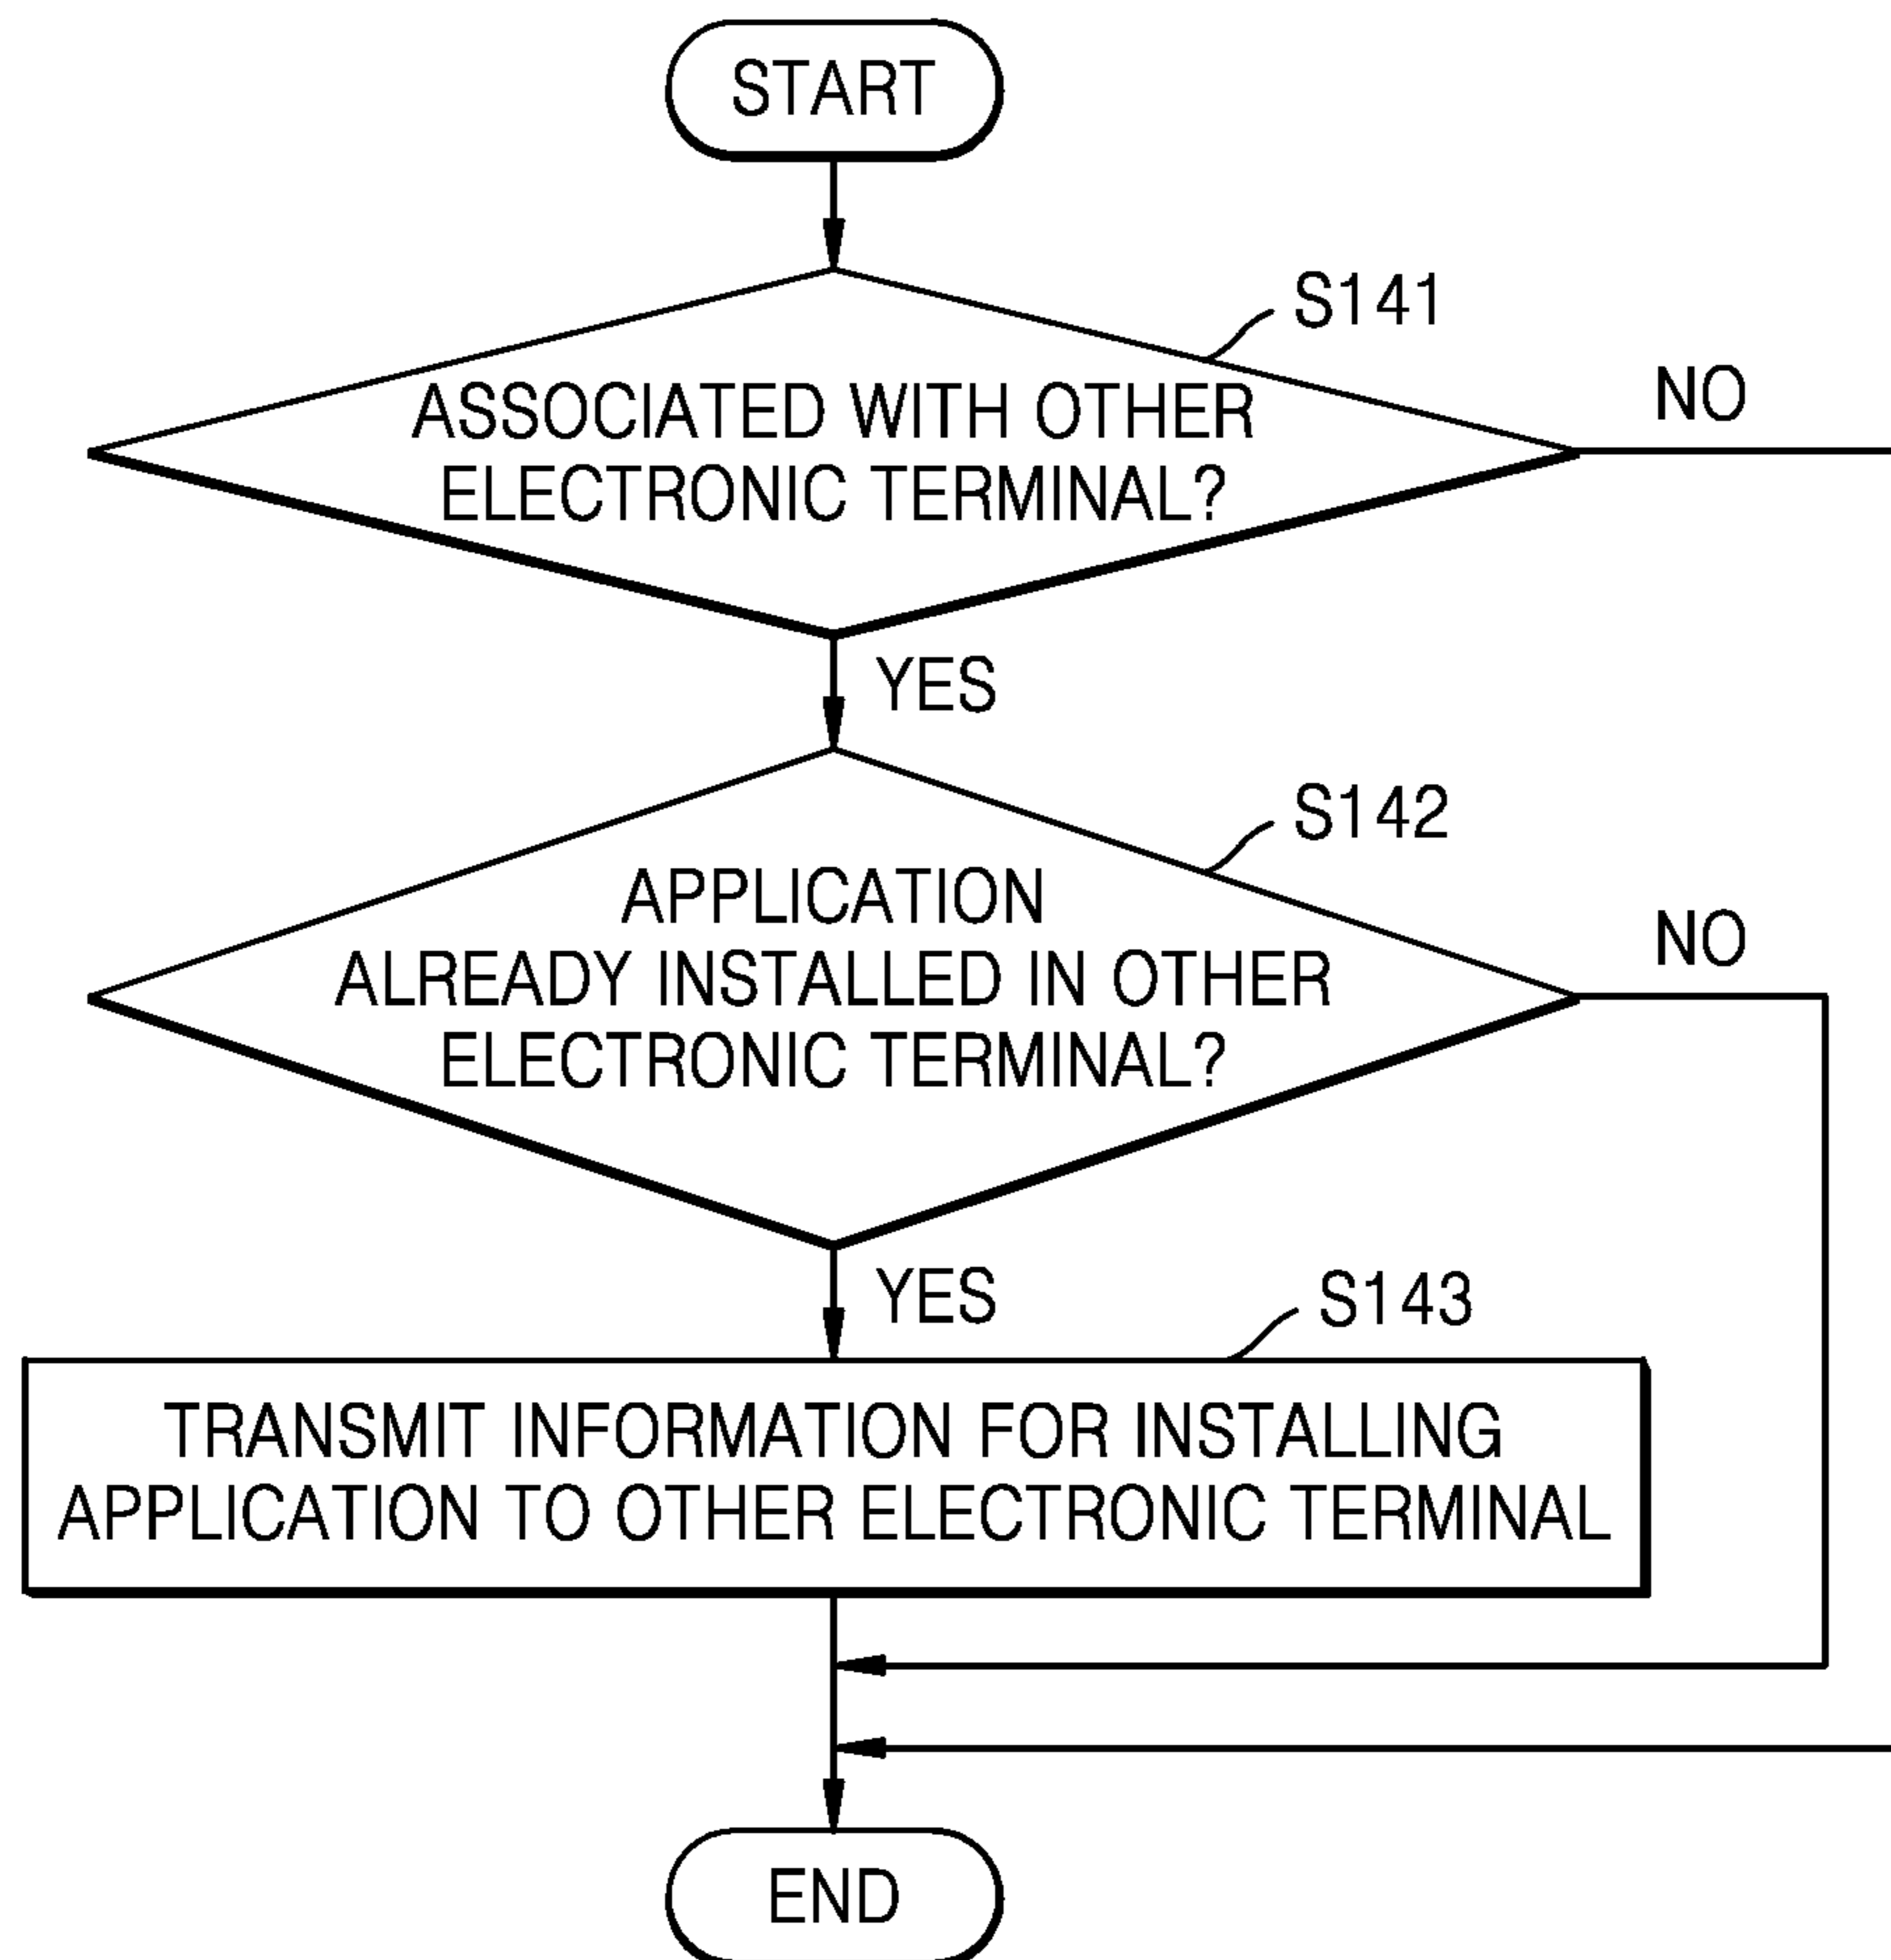 START
S141
NO
ASSOCIATED WITH OTHER
ELECTRONIC TERMINAL?
YES
S142
APPLICATION
NO
ALREADY INSTALLED IN OTHER
ELECTRONIC TERMINAL?
YES
S143
TRANSMIT INFORMATION FOR INSTALLING
APPLICATION TO OTHER ELECTRONIC TERMINAL
END